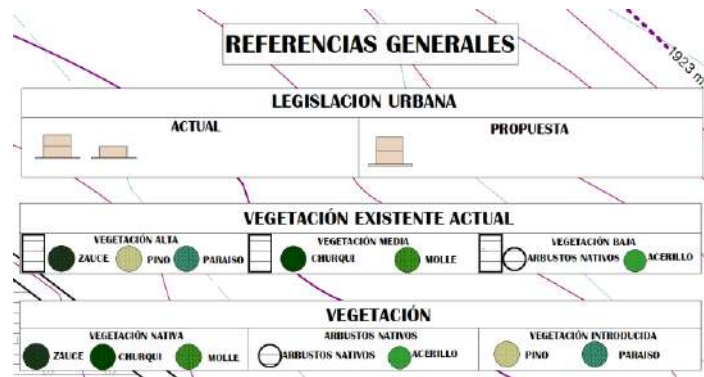 REFERENCIAS GENERALES
1923 m
LEGISLACION URBANA
ACTUAL
PROPUESTA
VEGETACIÓN EXISTENTE ACTUAL
VEGETACIÓN ALTA
ZAUCE PINO PARAISO
VEGETACIÓN MEDIA
CHURQUI MOLLE
VEGETACIÓN BAJA
ARBUSTOS NATIVOS ACERILLO
VEGETACIÓN
VEGETACIÓN NATIVA
ZAUCE CHURQUI MOLLE
ARBUSTOS NATIVOS
ARBUSTOS NATIVOS ACERILLO
VEGETACIÓN INTRODUCIDA
PINO PARAISO